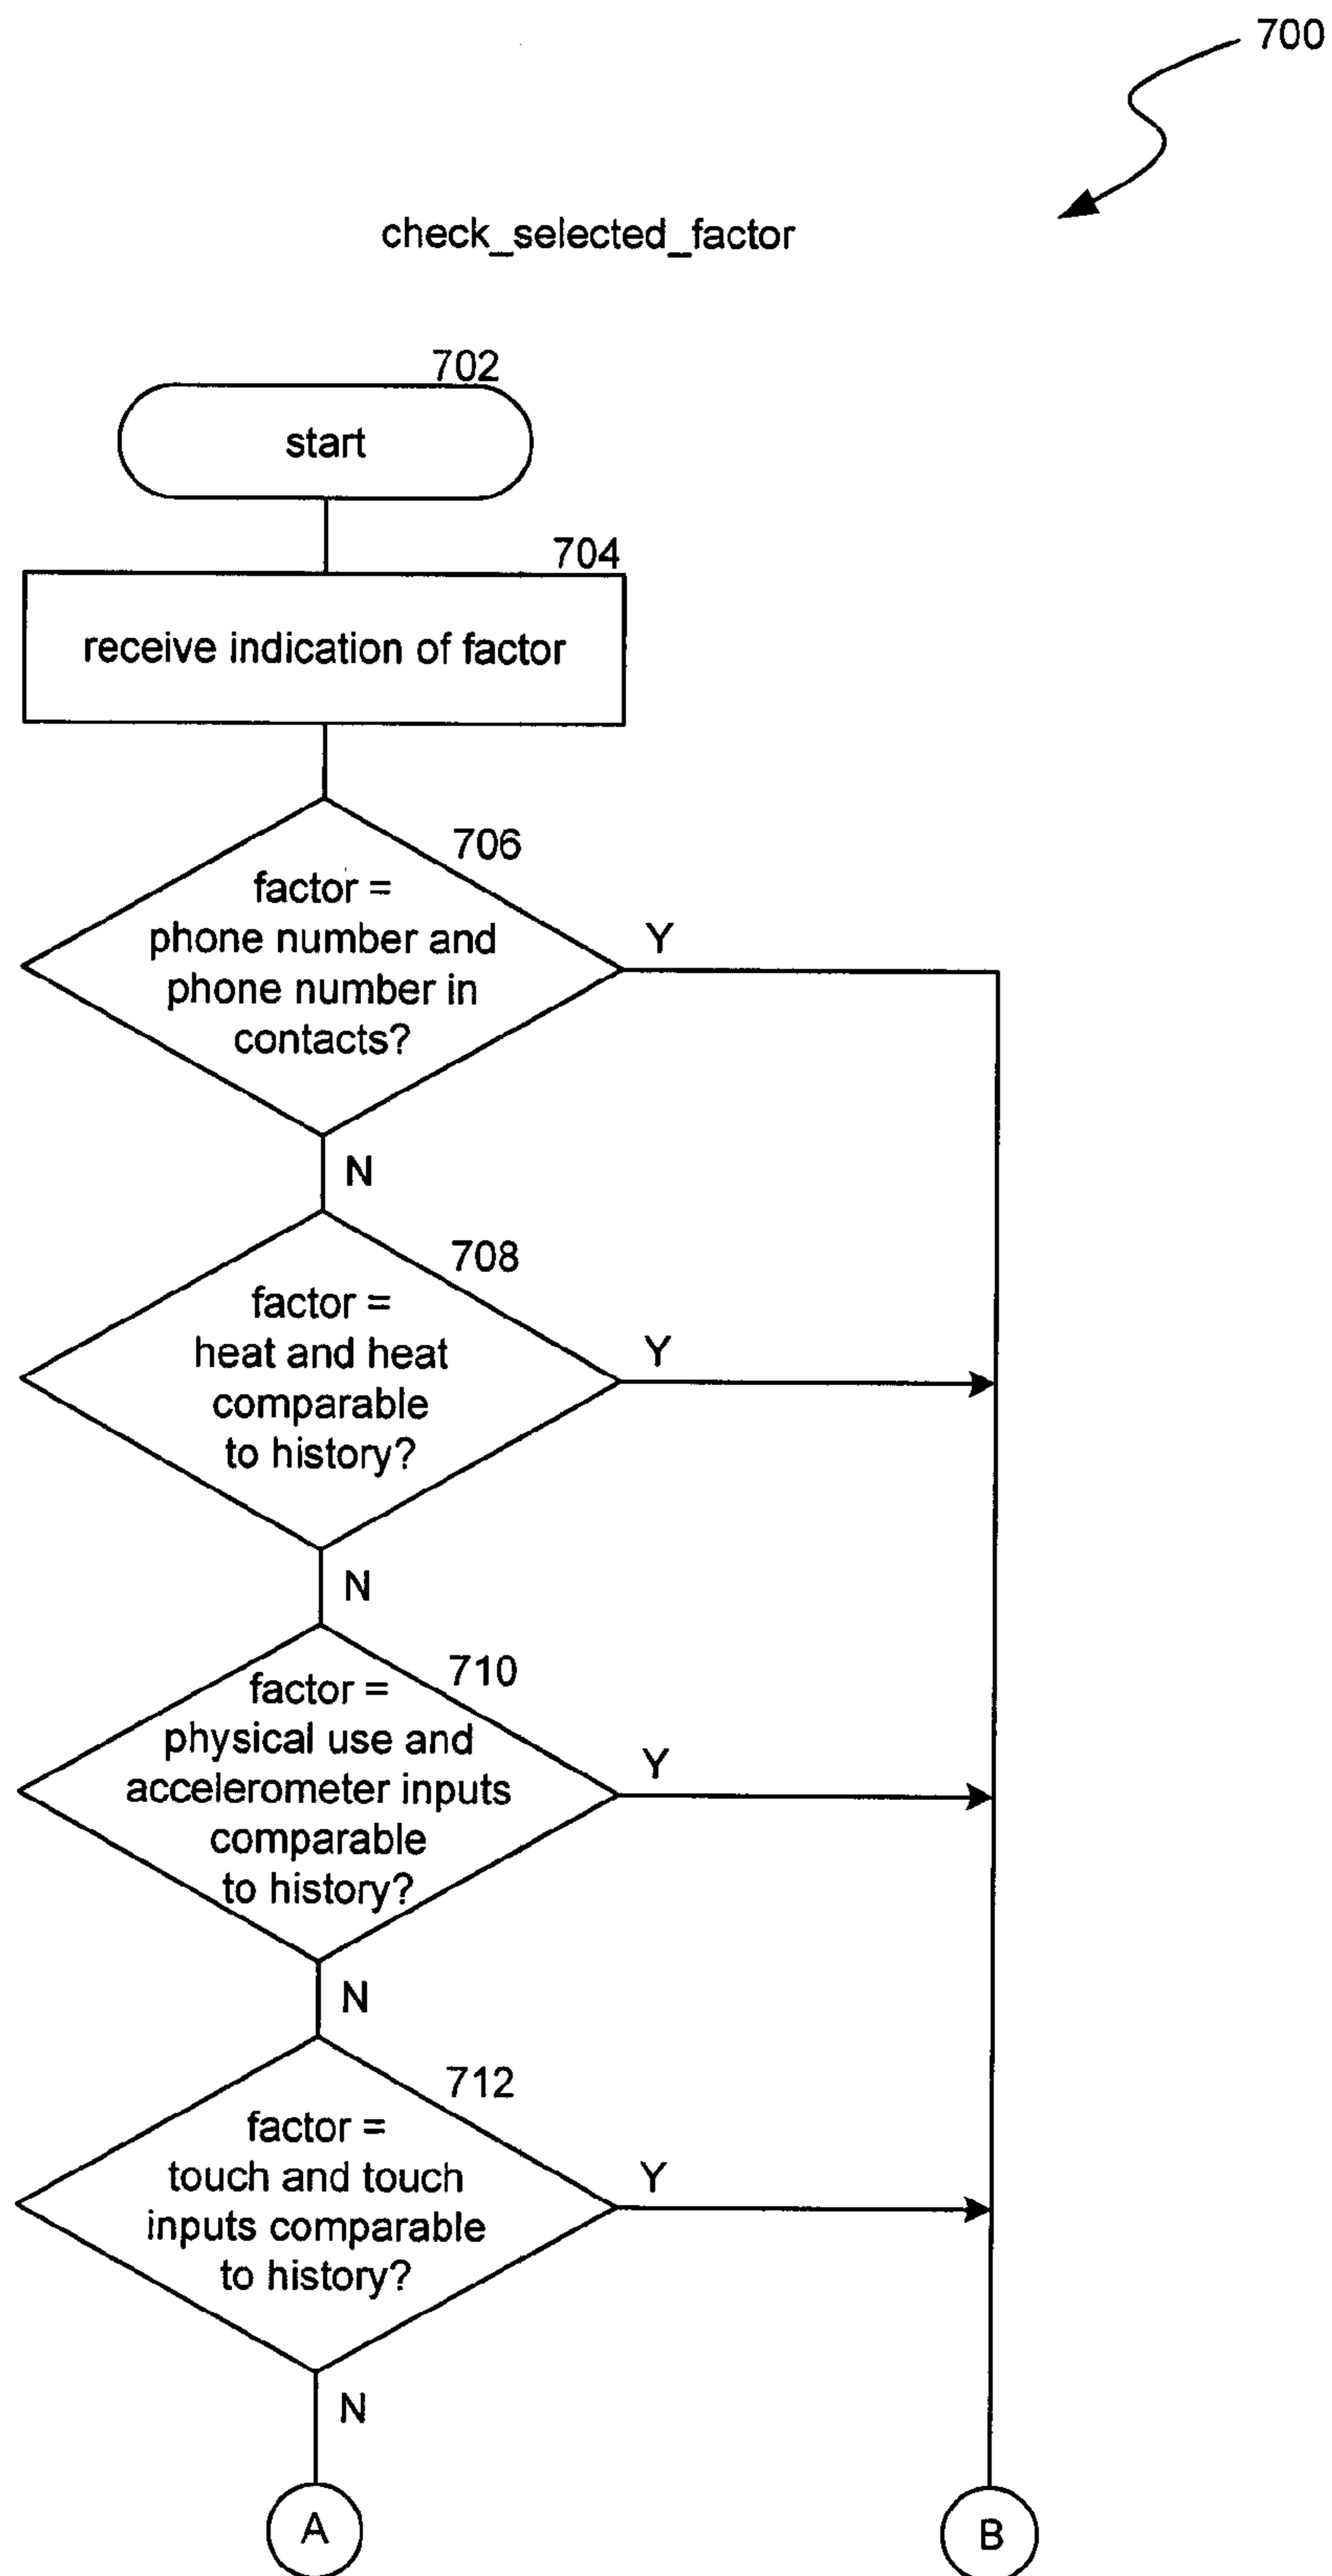 700
check_selected_factor
702
start
704
receive indication of factor
706
factor =
phone number and
phone number in
contacts?
Y
N
708
factor =
heat and heat
comparable
to history?
Y
N
710
factor =
physical use and
accelerometer inputs
comparable
to history?
Y
N
712
factor =
touch and touch
inputs comparable
to history?
Y
N
A
B